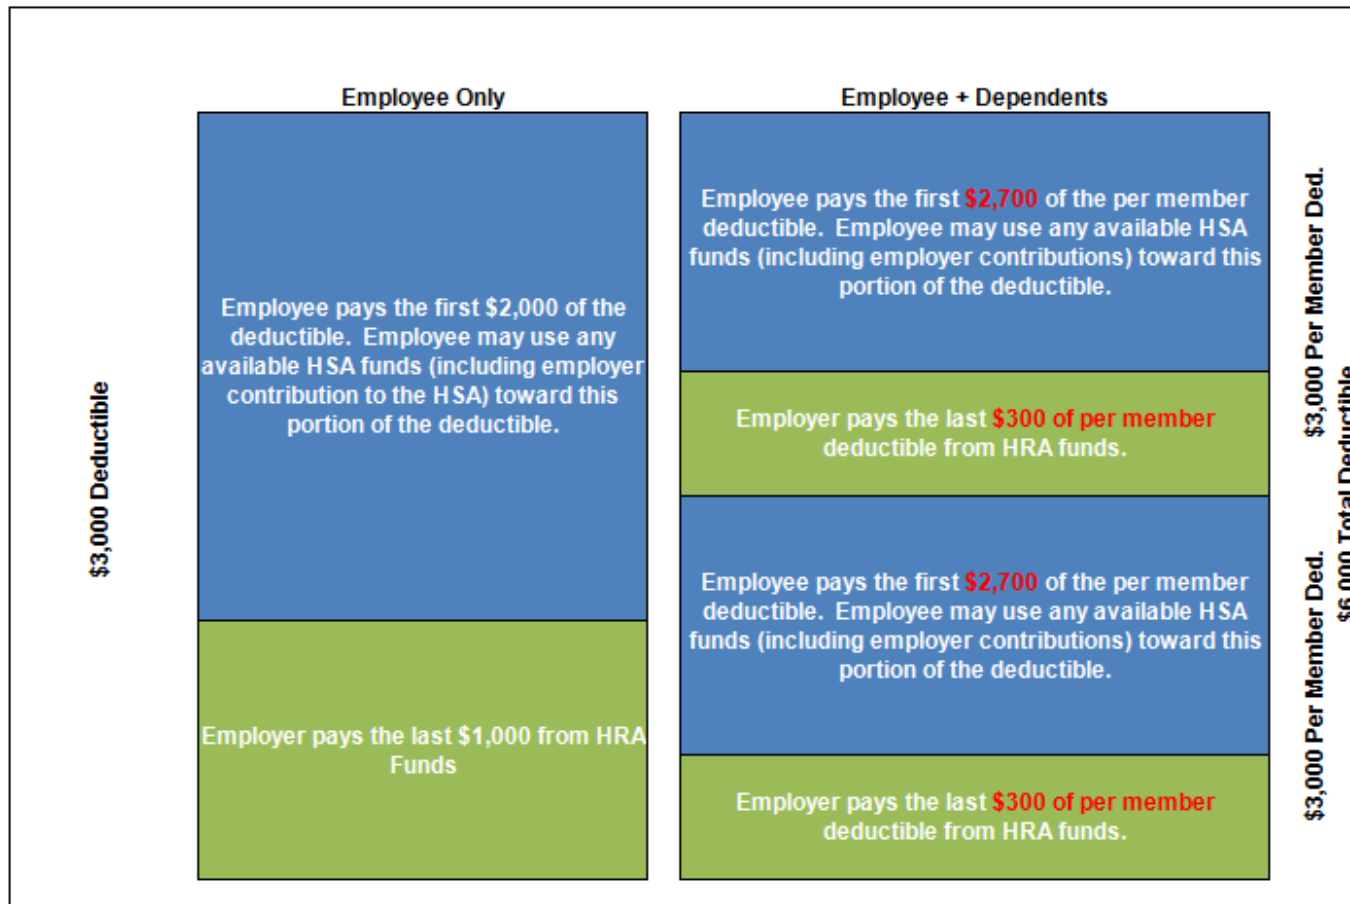 Employee Only
Employee + Dependents
$3,000 Deductible
Employee pays the first $2,000 of the
deductible.  Employee may use any
available HSA funds (including employer
contribution to the HSA) toward this
portion of the deductible.
Employer pays the last $1,000 from HRA
Funds
Employee pays the first $2,700 of the per member
deductible.  Employee may use any available HSA
funds (including employer contributions) toward this
portion of the deductible.
Employer pays the last $300 of per member
deductible from HRA funds.
Employee pays the first $2,700 of the per member
deductible.  Employee may use any available HSA
funds (including employer contributions) toward this
portion of the deductible.
Employer pays the last $300 of per member
deductible from HRA funds.
$3,000 Per Member Ded.
$3,000 Per Member Ded.
$6,000 Total Deductible